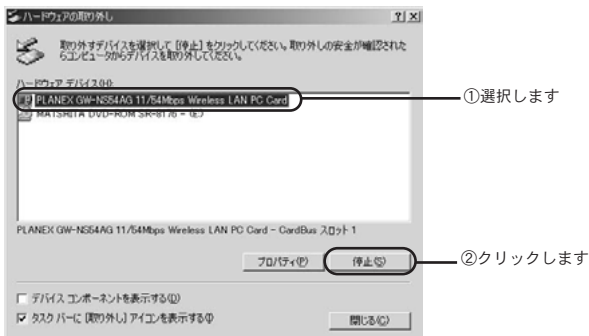 ハードウェアの取り外し
取り外すデバイスを選択して [停止] をクリックしてください。取り外しの安全が確認された
らコンピュータからデバイスを取り外してください。
ハードウェア デバイス(H):
PLANEX GW-NS54AG 11/54Mbps Wireless LAN PC Card
①選択します
MATSHITA DVD-ROM SR-8176 - (E:)
PLANEX GW-NS54AG 11/54Mbps Wireless LAN PC Card - CardBus スロット 1
プロパティ(P)
停止(S)
②クリックします
デバイス コンポーネントを表示する(D)
タスク バーに [取り外し] アイコンを表示する(I)
閉じる(C)